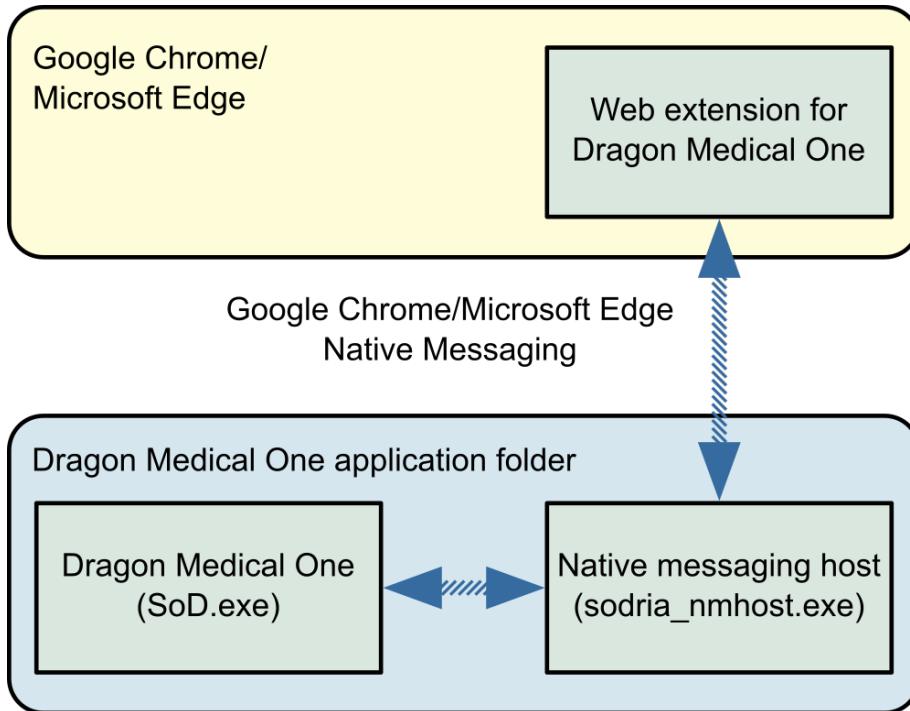 Google Chrome/
Microsoft Edge
Web extension for
Dragon Medical One
Google Chrome/Microsoft Edge
Native Messaging
Dragon Medical One application folder
Dragon Medical One
(SoD.exe)
Native messaging host
(sodria_nmhost.exe)